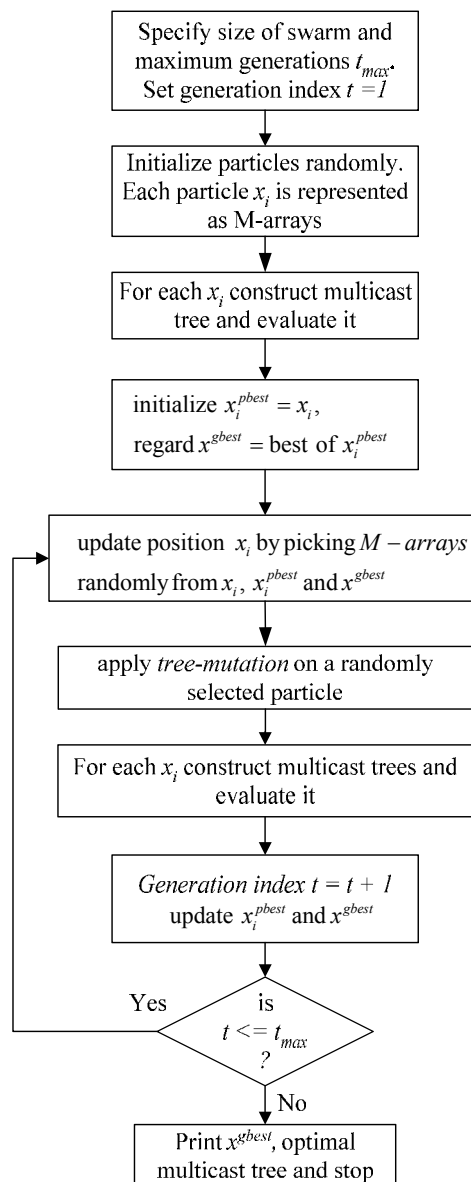 Specify size of swarm and
maximum generations t_max.
Set generation index t =1
Initialize particles randomly.
Each particle x_i is represented
as M-arrays
For each x_i construct multicast
tree and evaluate it
initialize x_i^pbest = x_i,
regard x^gbest = best of x_i^pbest
update position x_i by picking M – arrays
randomly from x_i, x_i^pbest and x^gbest
apply tree-mutation on a randomly
selected particle
For each x_i construct multicast trees and
evaluate it
Generation index t = t + 1
update x_i^pbest and x^gbest
Yes
is
t <= t_max
?
No
Print x^gbest, optimal
multicast tree and stop